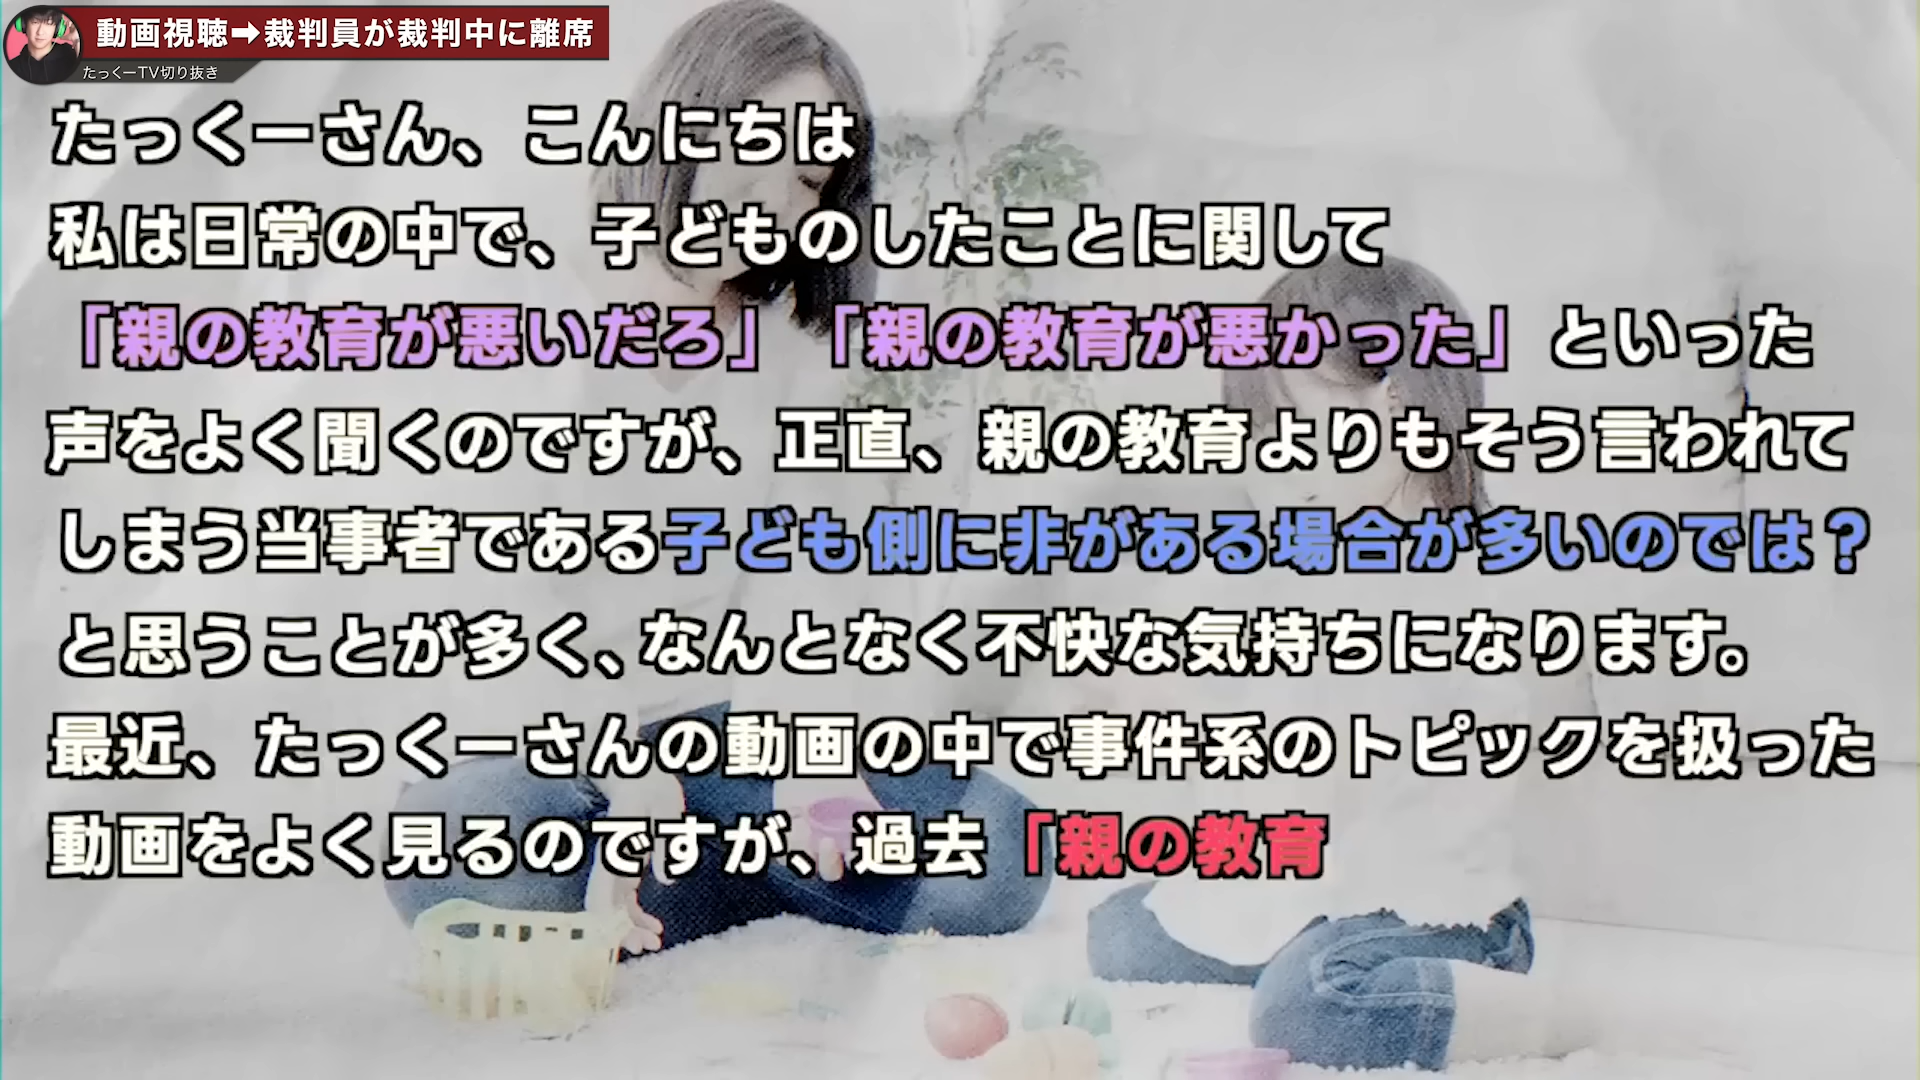 動画視聴➡裁判員が裁判中に離席
たっくーTV切り抜き
たっくーさん、こんにちは
私は日常の中で、子どものしたことに関して
「親の教育が悪いだろ」「親の教育が悪かった」といった
声をよく聞くのですが、正直、親の教育よりもそう言われて
しまう当事者である子ども側に非がある場合が多いのでは？
と思うことが多く、なんとなく不快な気持ちになります。
最近、たっくーさんの動画の中で事件系のトピックを扱った
動画をよく見るのですが、過去「親の教育